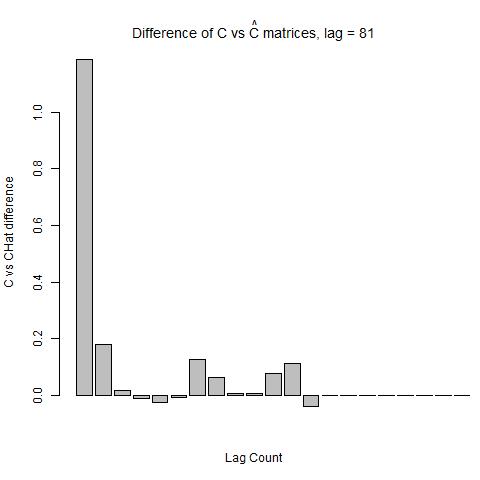 Difference of C vs Ĉ matrices, lag = 81
C vs CHat difference
1.0
0.8
0.6
0.4
0.2
0.0
Lag Count